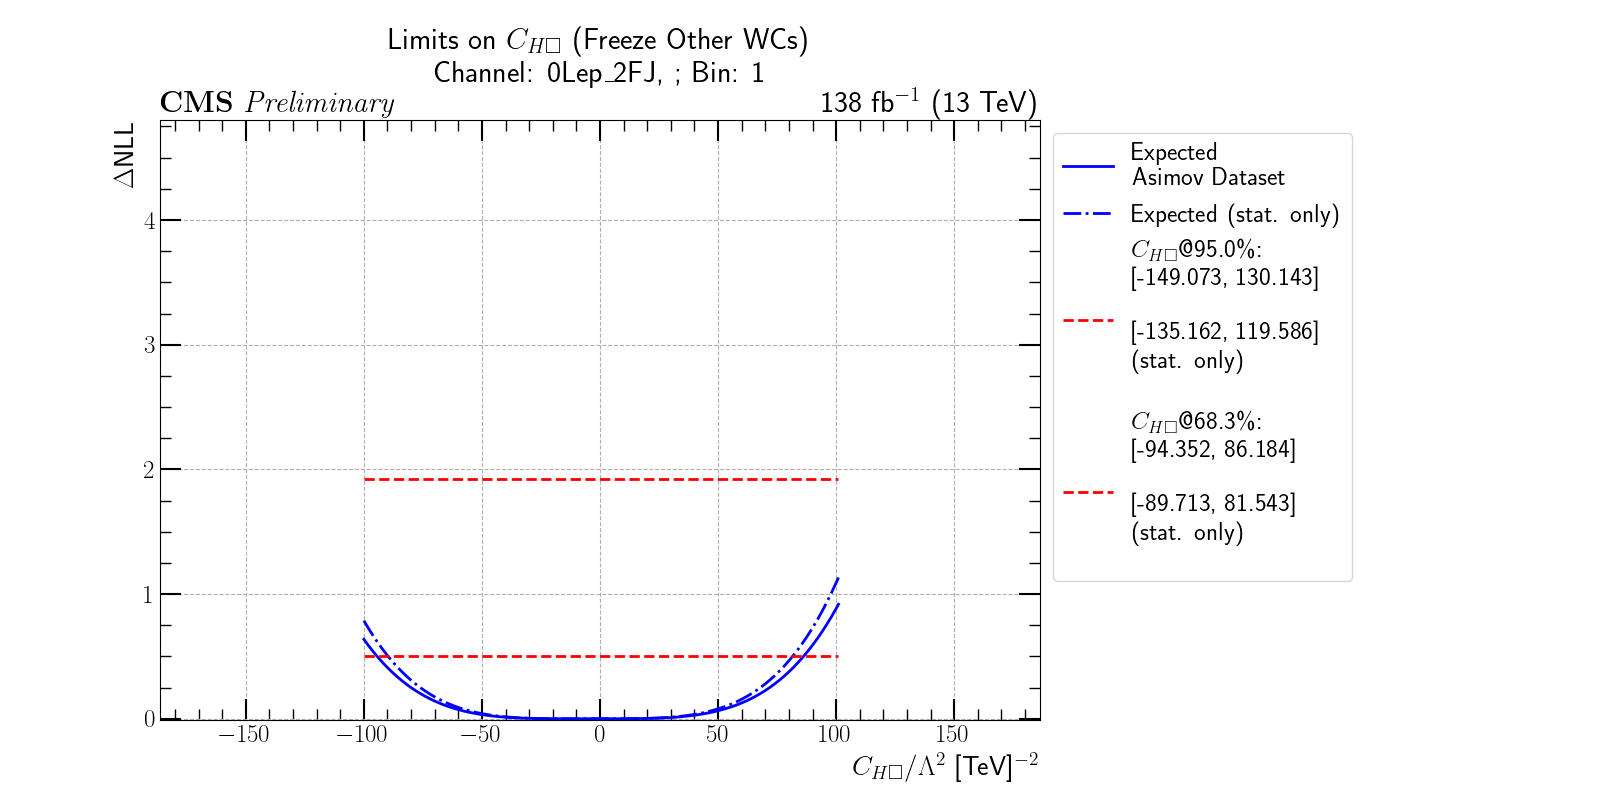 Limits on C_{H□} (Freeze Other WCs)
Channel: 0Lep_2FJ, ; Bin: 1
CMS Preliminary
138 fb⁻¹ (13 TeV)
ΔNLL
4
3
2
1
0
−150
−100
−50
0
50
100
150
C_{H□}/Λ² [TeV]⁻²
Expected
Asimov Dataset
Expected (stat. only)
C_{H□}@95.0%:
[-149.073, 130.143]
[-135.162, 119.586]
(stat. only)
C_{H□}@68.3%:
[-94.352, 86.184]
[-89.713, 81.543]
(stat. only)